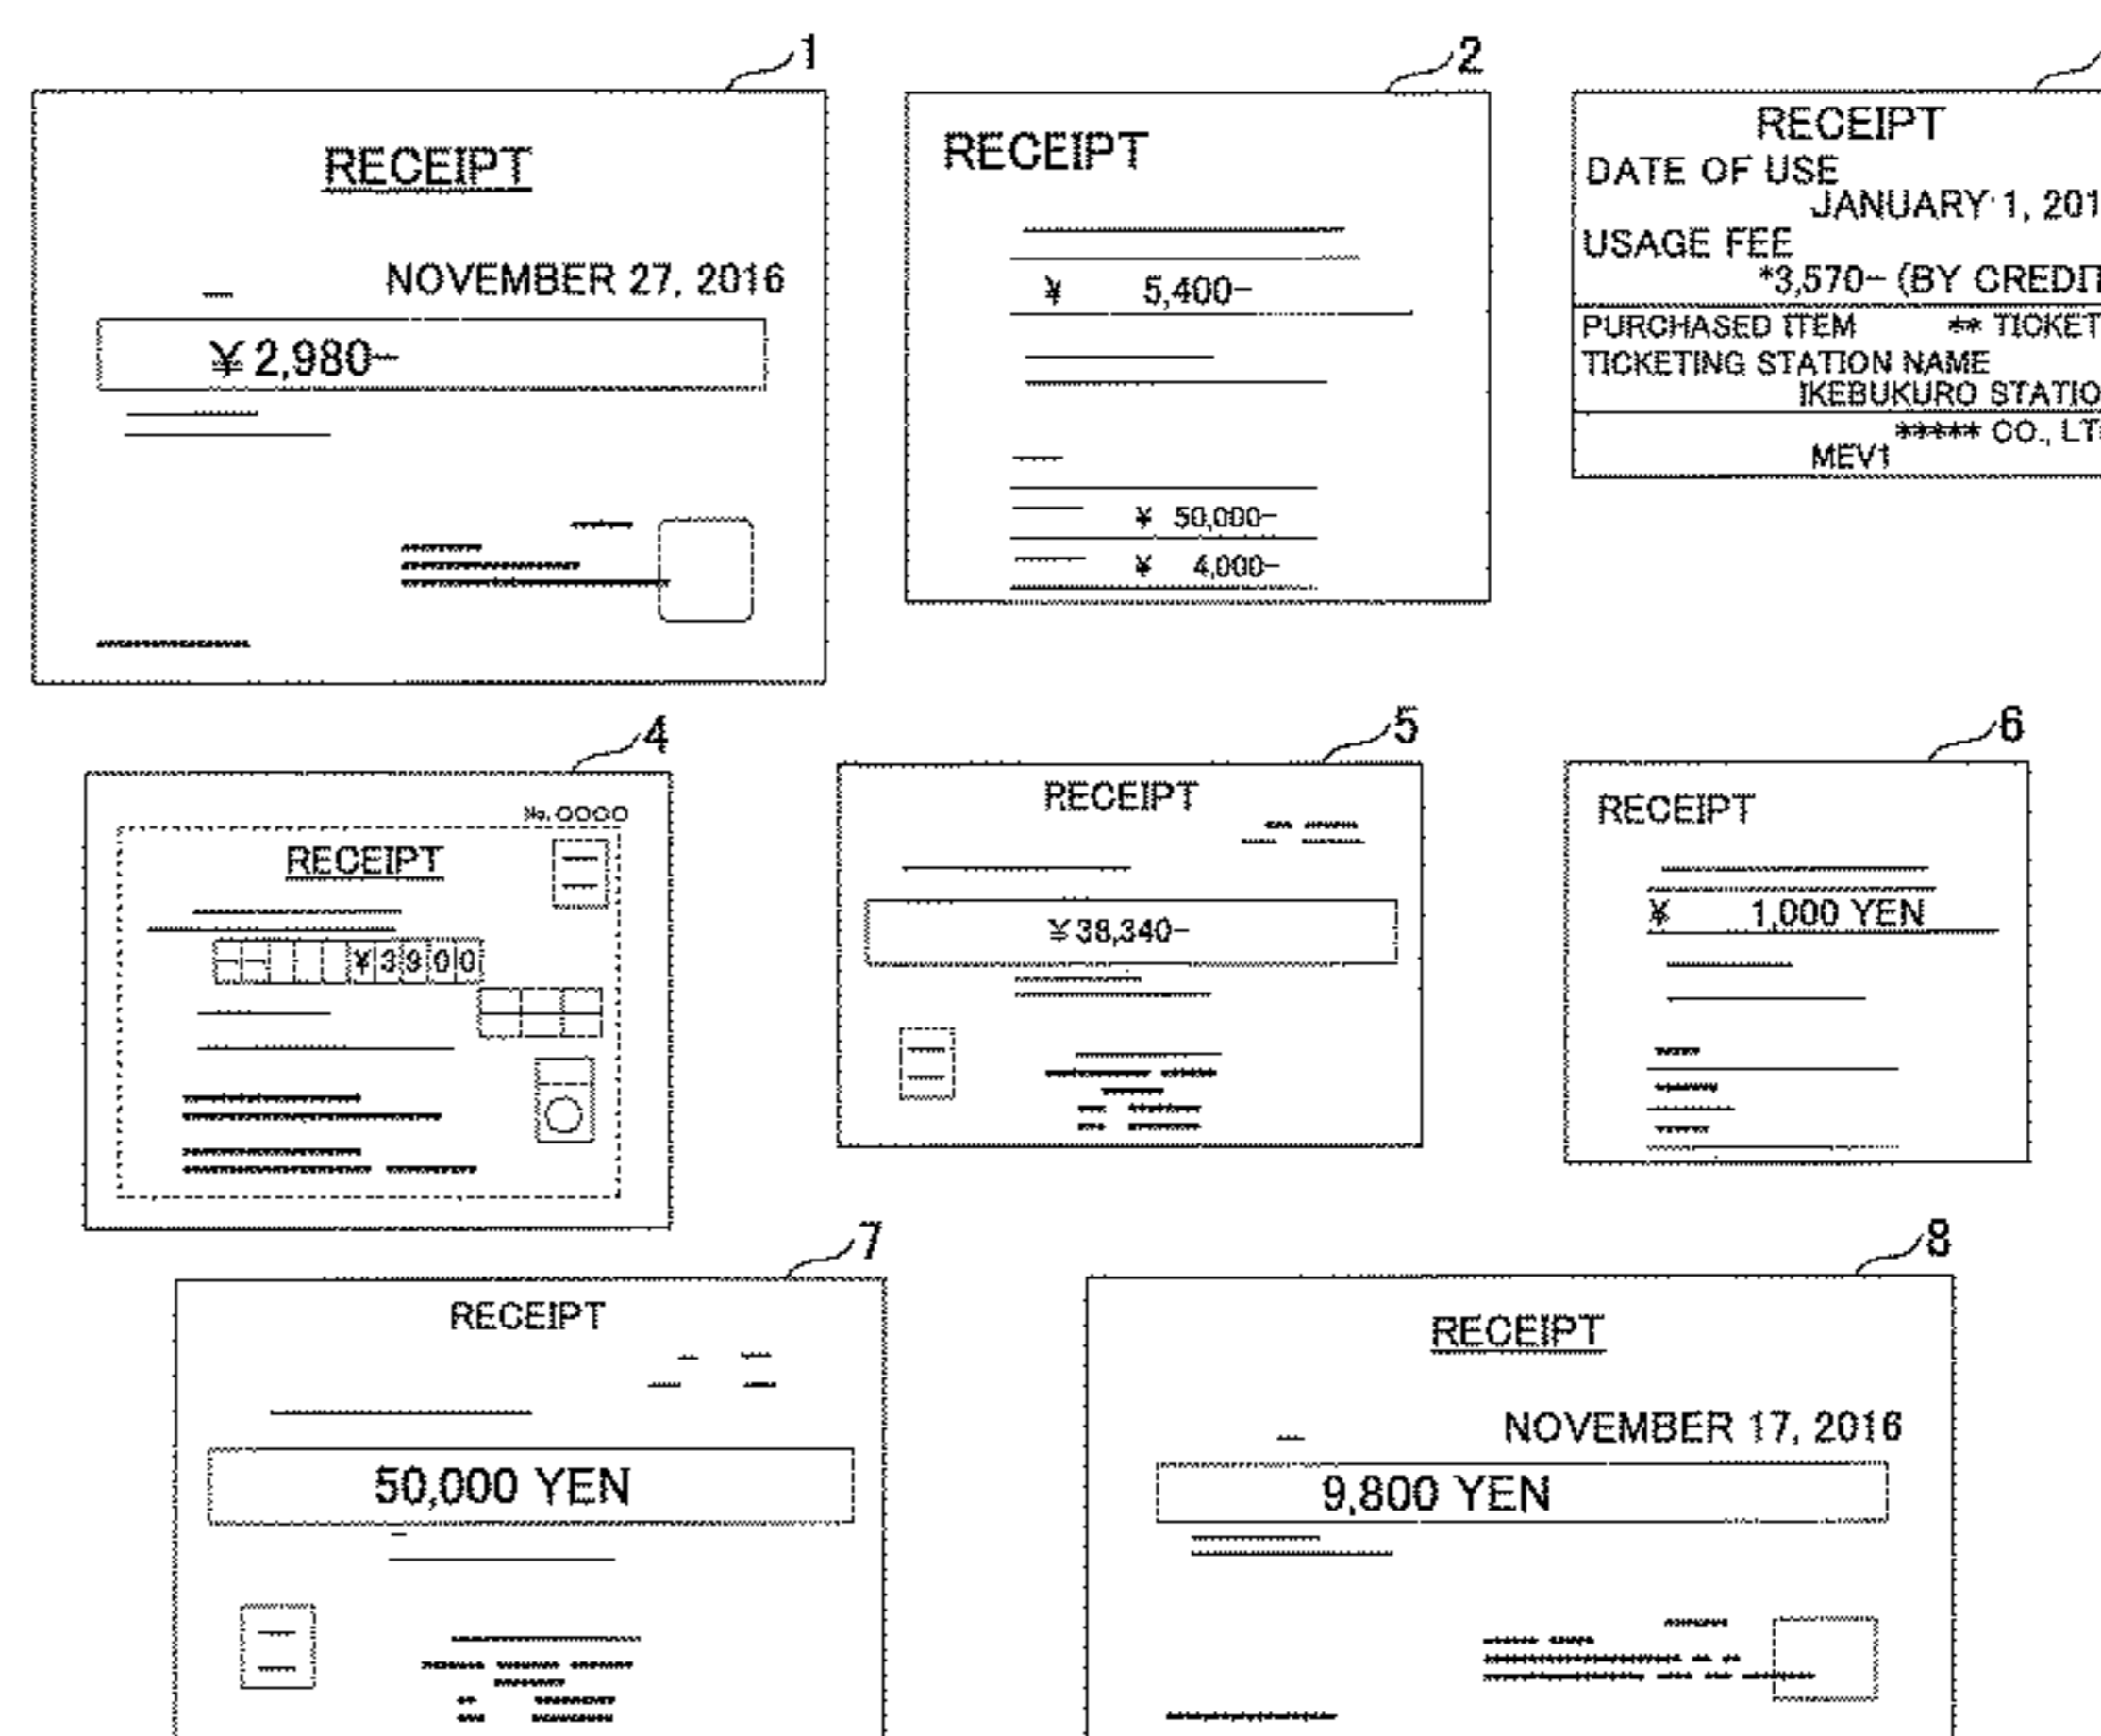 1
RECEIPT
NOVEMBER 27, 2016
¥2,980-
2
RECEIPT
¥ 5,400-
¥ 50,000-
¥ 4,000-
RECEIPT
DATE OF USE
JANUARY 1, 201
USAGE FEE
*3,570- (BY CREDIT
PURCHASED ITEM ** TICKET
TICKETING STATION NAME
IKEBUKURO STATIO
***** CO., LT
MEV1
4
No. OOOO
RECEIPT
¥3900
5
RECEIPT
¥38,340-
6
RECEIPT
¥ 1,000 YEN
7
RECEIPT
50,000 YEN
8
RECEIPT
NOVEMBER 17, 2016
9,800 YEN